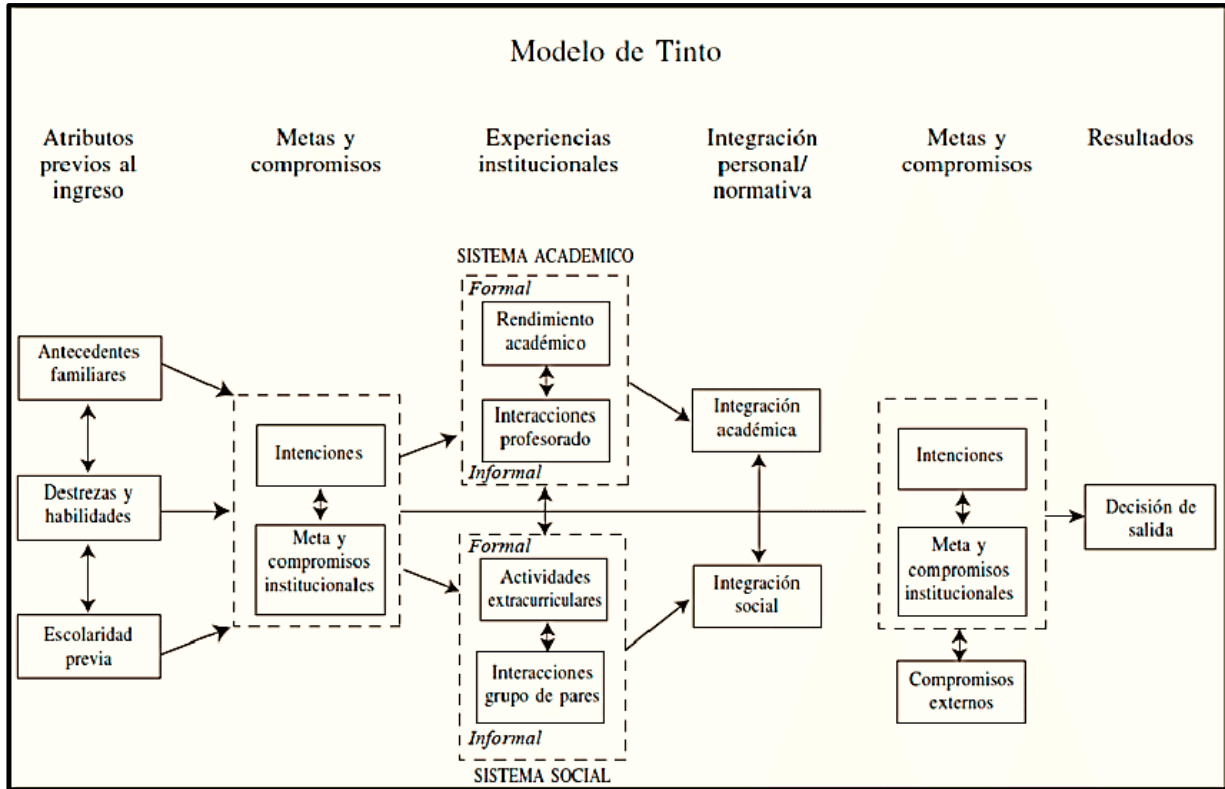 Modelo de Tinto
Atributos
previos al
ingreso
Metas y
compromisos
Experiencias
institucionales
Integración
personal/
normativa
Metas y
compromisos
Resultados
Antecedentes
familiares
Destrezas y
habilidades
Escolaridad
previa
Intenciones
Meta y
compromisos
institucionales
SISTEMA ACADEMICO
Formal
Rendimiento
académico
Interacciones
profesorado
Informal
Formal
Actividades
extracurriculares
Interacciones
grupo de pares
Informal
SISTEMA SOCIAL
Integración
académica
Integración
social
Intenciones
Meta y
compromisos
institucionales
Compromisos
externos
Decisión de
salida